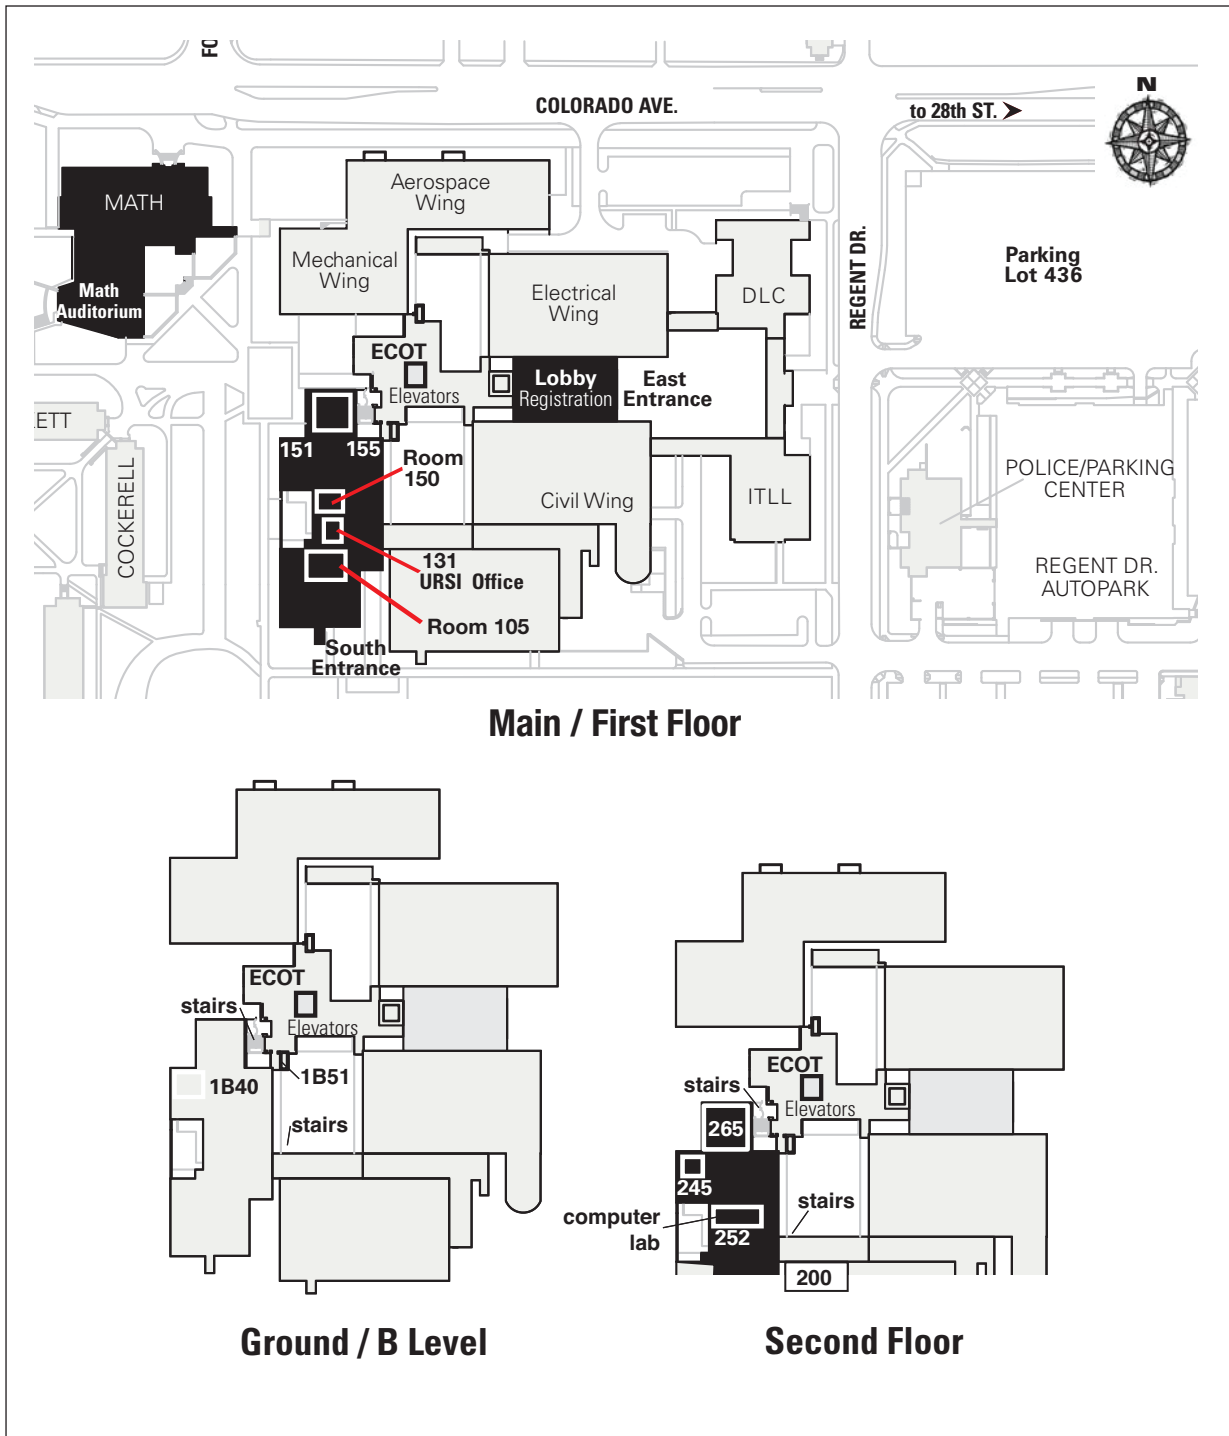 FO
COLORADO AVE.
to 28th ST.
N
MATH
Math
Auditorium
Aerospace
Wing
Mechanical
Wing
Electrical
Wing
DLC
REGENT DR.
Parking
Lot 436
ECOT
Elevators
Lobby
Registration
East
Entrance
ETT
COCKERELL
151
155
Room
150
Civil Wing
ITLL
POLICE/PARKING
CENTER
131
URSI Office
REGENT DR.
AUTOPARK
Room 105
South
Entrance
Main / First Floor
ECOT
stairs
Elevators
1B40
1B51
stairs
Ground / B Level
ECOT
stairs
Elevators
265
245
stairs
computer
lab
252
200
Second Floor